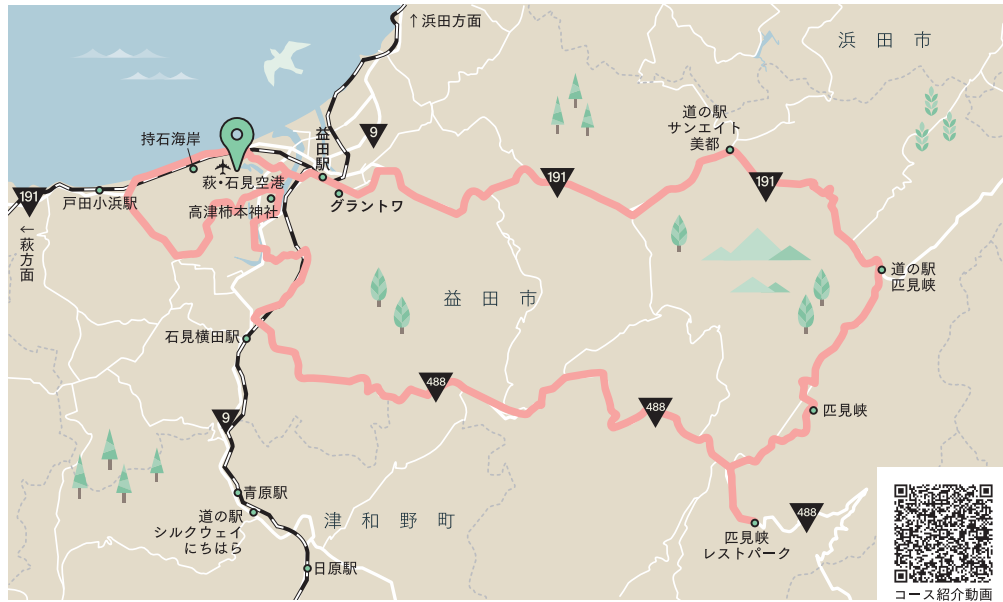 ↑浜田方面
浜田市
持石海岸
益田駅
9
道の駅
サンエイト
美都
萩・石見空港
191
191
191
戸田小浜駅
高津柿本神社
グラントワ
←萩方面
道の駅
匹見峡
益田市
石見横田駅
488
488
匹見峡
9
青原駅
道の駅
シルクウェイ
にちはら
津和野町
488
匹見峡
レストパーク
日原駅
コース紹介動画